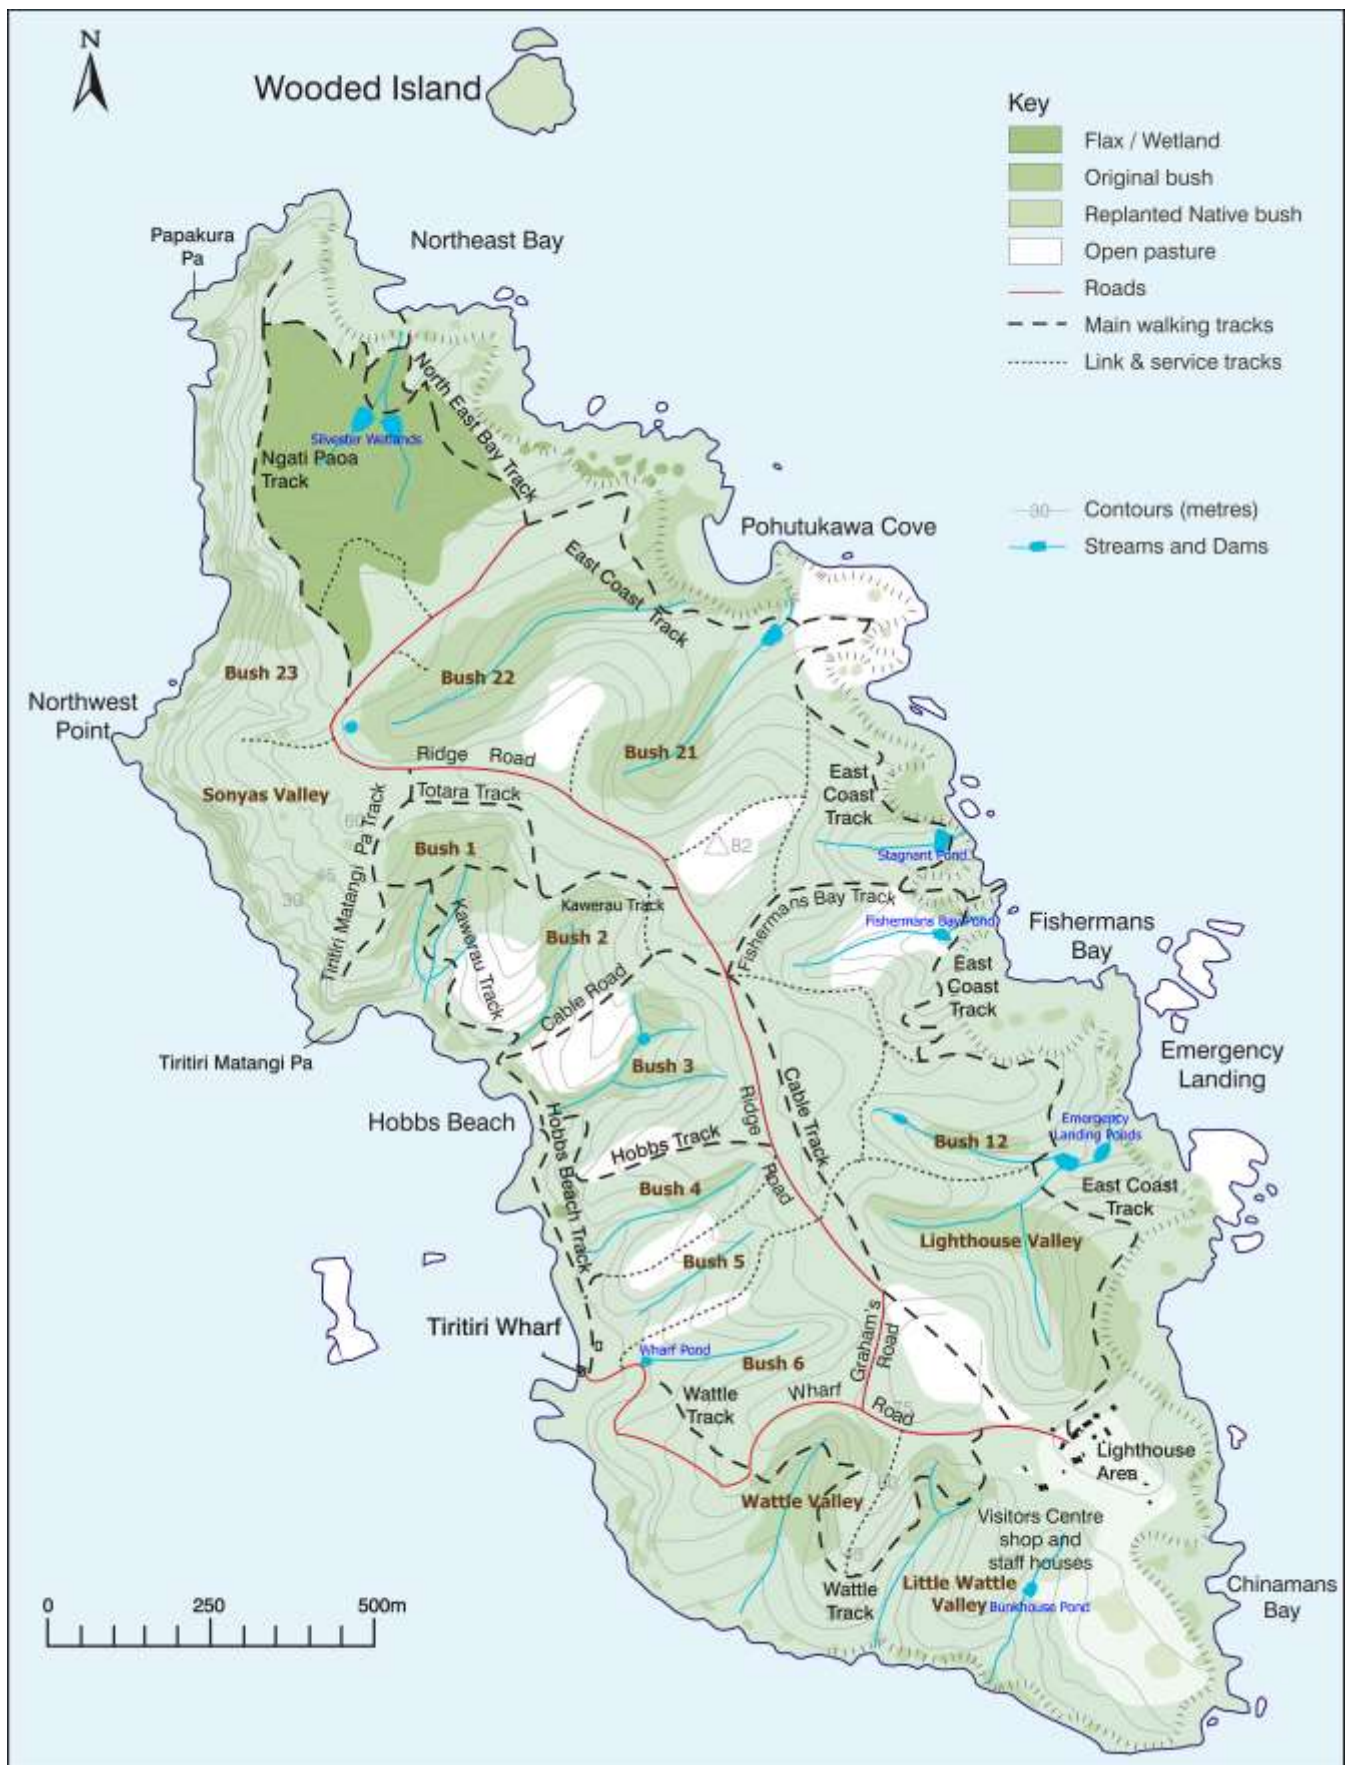 N
Wooded Island
Key
Flax / Wetland
Original bush
Replanted Native bush
Open pasture
Roads
Main walking tracks
Link & service tracks
30
Contours (metres)
Streams and Dams
Papakura
Pa
Northeast Bay
North East Bay Track
Silvester Wetlands
Ngati Paoa
Track
Pohutukawa Cove
East Coast Track
Bush 23
Bush 22
Northwest
Point
Bush 21
Ridge Road
Sonyas Valley
Totara Track
East
Coast
Track
60
45
30
82
Tiritiri Matangi Pa Track
Bush 1
Stagnant Pond
Kawerau Track
Kawerau Track
Fishermans Bay Track
Fishermans Bay Pond
Fishermans
Bay
Bush 2
Cable Road
East
Coast
Track
Tiritiri Matangi Pa
Bush 3
Emergency
Landing
Hobbs Beach
Hobbs Beach Track
Hobbs Track
Ridge Road
Cable Track
Bush 12
Emergency
Landing Ponds
Bush 4
East Coast
Track
Lighthouse Valley
Bush 5
Tiritiri Wharf
Wharf Pond
Bush 6
Graham's
Road
Wattle
Track
Wharf Road
75
Lighthouse
Area
Wattle Valley
Visitors Centre
shop and
staff houses
Wattle
Track
Little Wattle
Valley
Bunkhouse Pond
Chinamans
Bay
0 250 500m